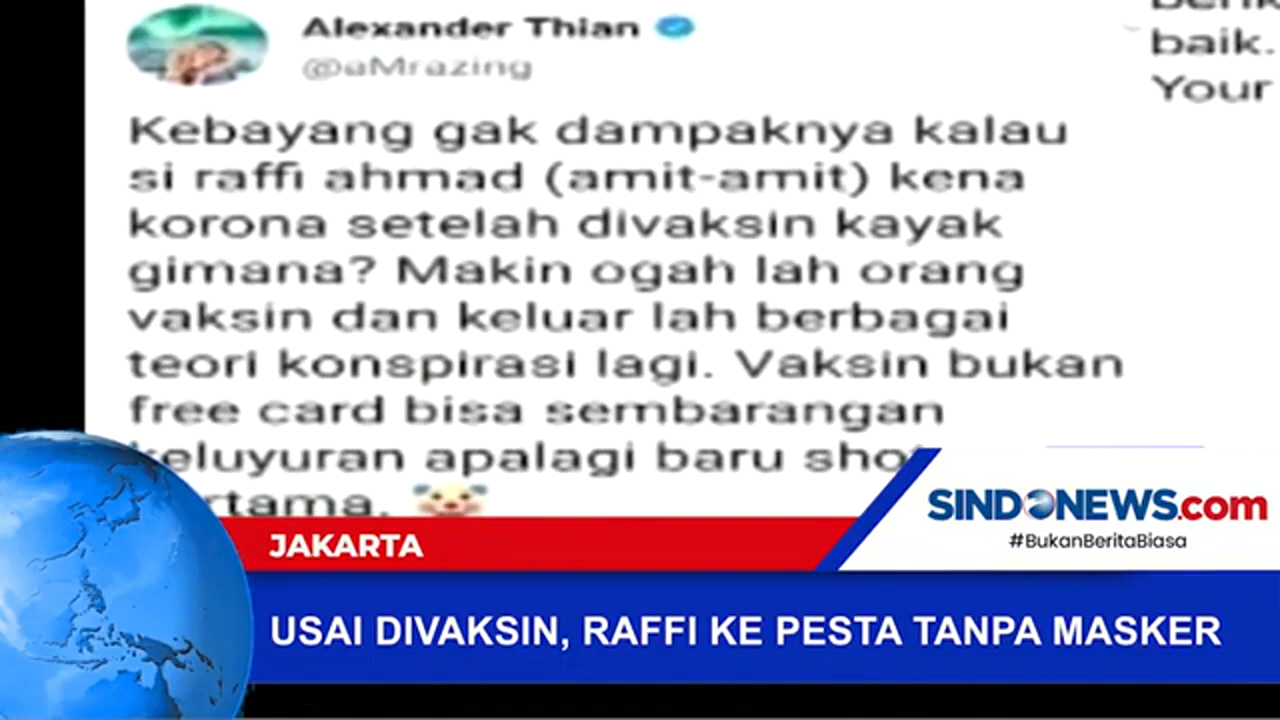 Alexander Thian
@aMrazing
Kebayang gak dampaknya kalau
si raffi ahmad (amit-amit) kena
korona setelah divaksin kayak
gimana? Makin ogah lah orang
vaksin dan keluar lah berbagai
teori konspirasi lagi. Vaksin bukan
free card bisa sembarangan
keluyuran apalagi baru shot
baik.
Your
JAKARTA
SINDONEWS.com
#BukanBeritaBiasa
USAI DIVAKSIN, RAFFI KE PESTA TANPA MASKER